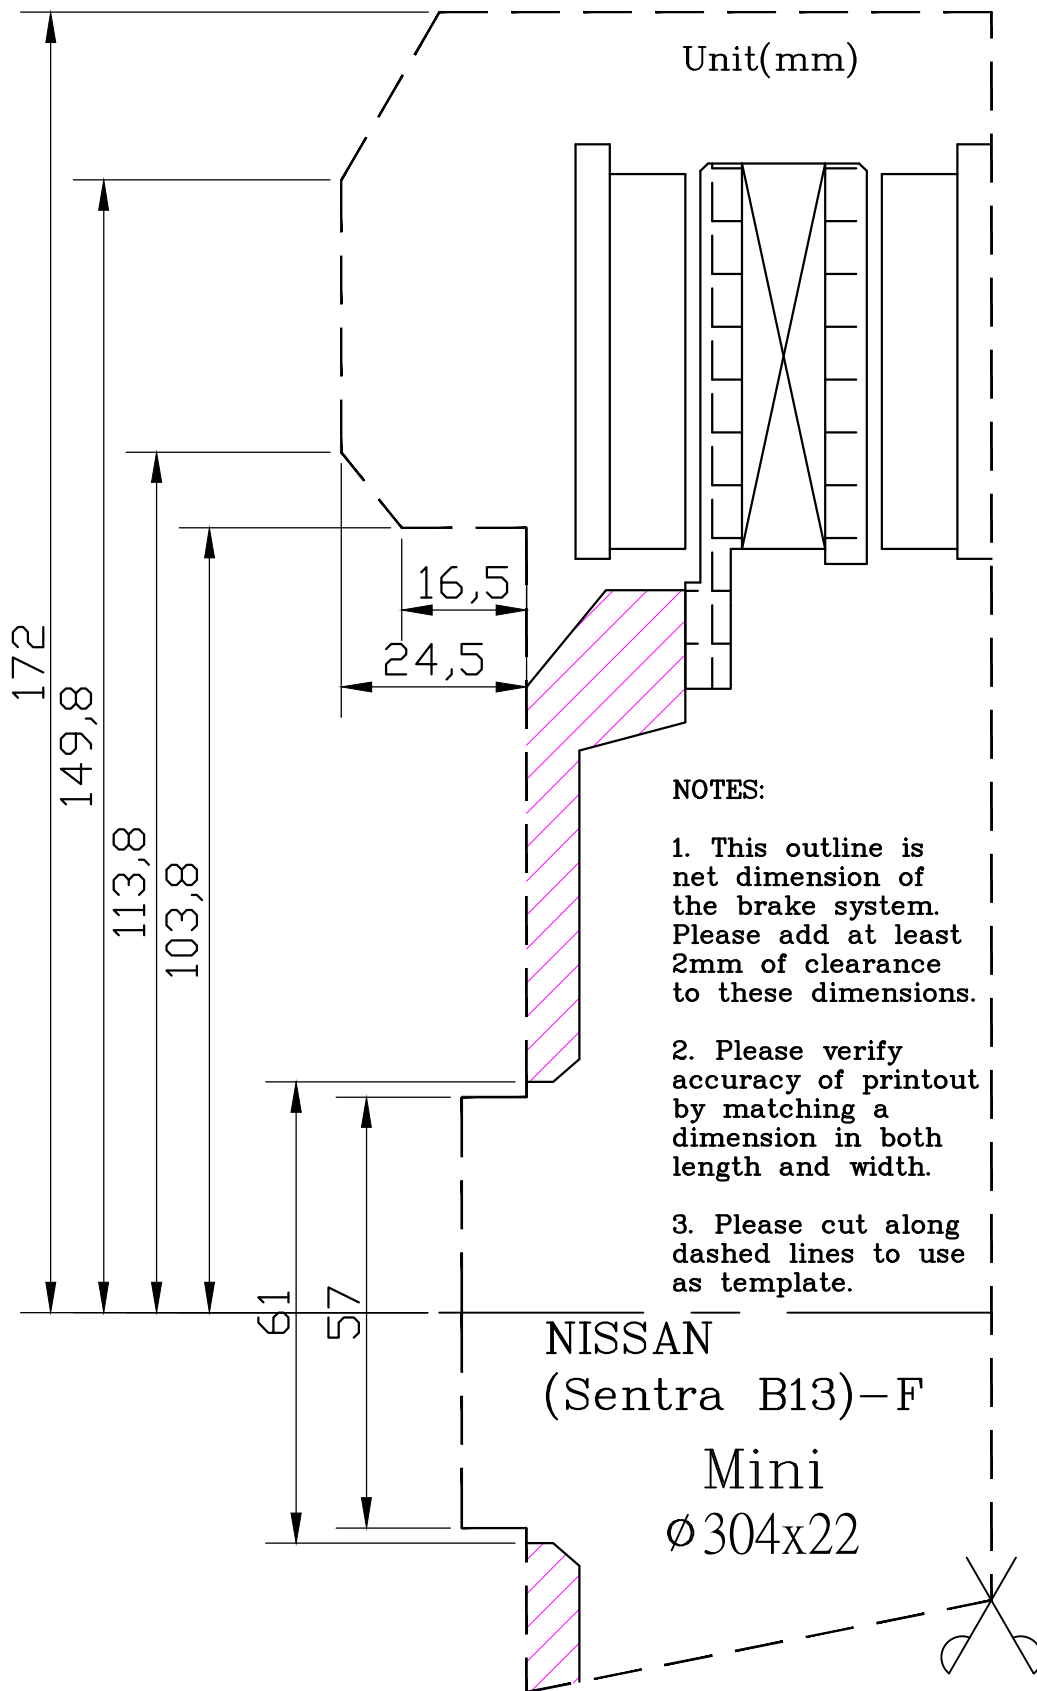 Unit(mm)
16,5
24,5
172
149,8
113,8
103,8
NOTES:
1. This outline is
net dimension of
the brake system.
Please add at least
2mm of clearance
to these dimensions.
2. Please verify
accuracy of printout
by matching a
dimension in both
length and width.
3. Please cut along
dashed lines to use
as template.
61
57
NISSAN
(Sentra B13)-F
Mini
Ø304x22